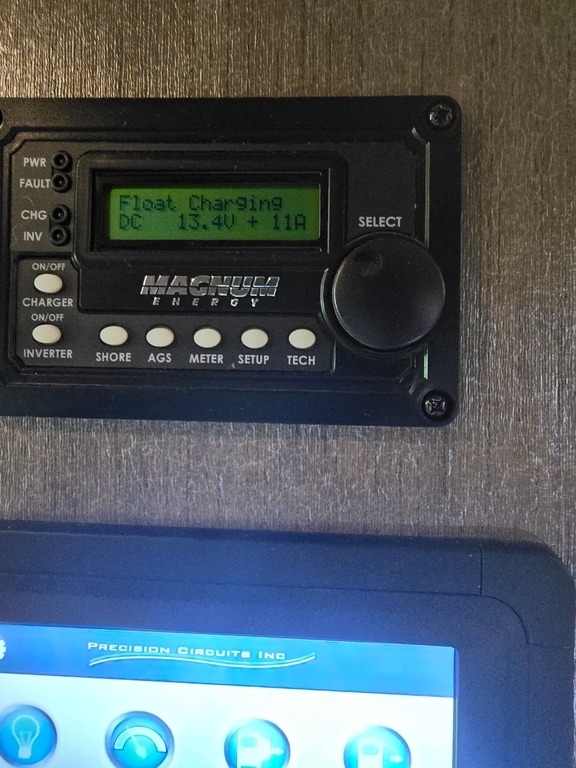 PWR
FAULT
CHG
INV
Float Charging
DC 13.4V + 11A
SELECT
MAGNUM
ENERGY
ON/OFF
CHARGER
ON/OFF
INVERTER
SHORE AGS METER SETUP TECH
PRECISION CIRCUITS INC